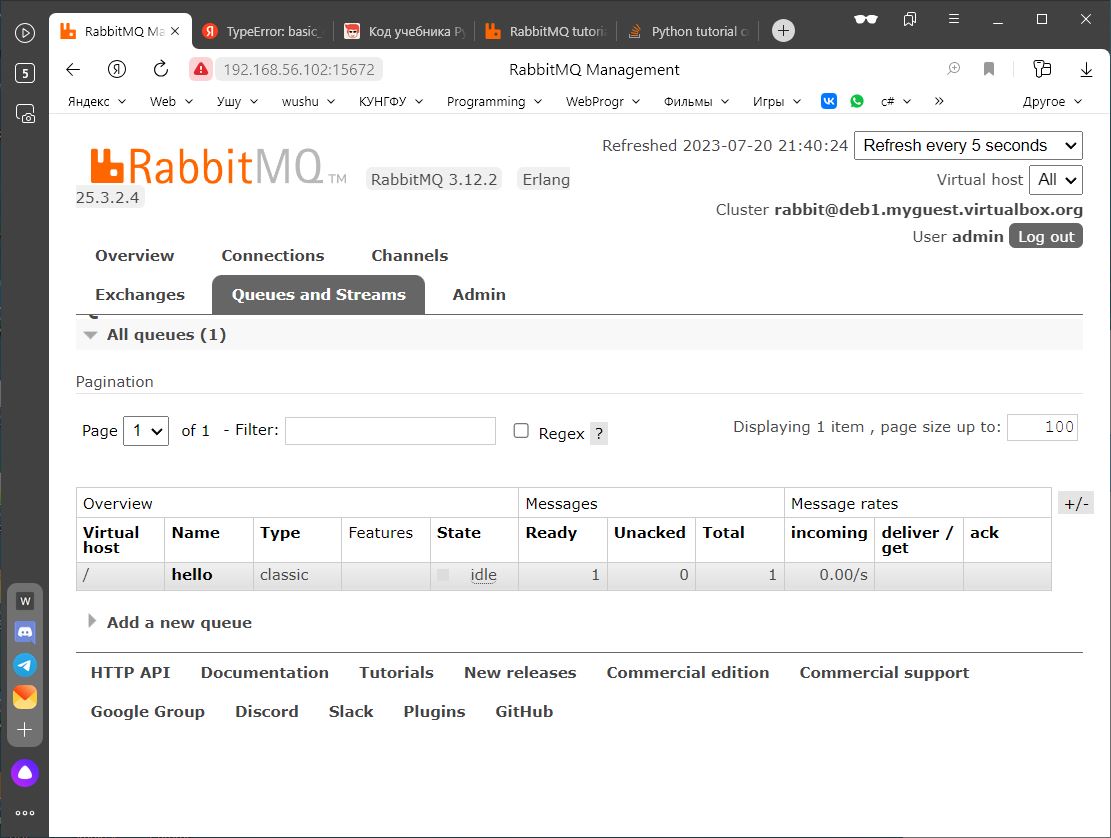 RabbitMQ Ma
TypeError: basic_
Код учебника Ру
RabbitMQ tutoria
Python tutorial co
5
Я
192.168.56.102:15672
RabbitMQ Management
Яндекс
Web
Ушу
wushu
КУНГФУ
Programming
WebProgr
Фильмы
Игры
c#
»
Другое
Refreshed 2023-07-20 21:40:24
Refresh every 5 seconds
RabbitMQ TM
RabbitMQ 3.12.2
Erlang
25.3.2.4
Virtual host
All
Cluster rabbit@deb1.myguest.virtualbox.org
User admin
Log out
Overview
Connections
Channels
Exchanges
Queues and Streams
Admin
All queues (1)
Pagination
Page 1 of 1 - Filter:
Regex ?
Displaying 1 item , page size up to: 100
Overview
Messages
Message rates
+/-
Virtual host
Name
Type
Features
State
Ready
Unacked
Total
incoming
deliver / get
ack
/
hello
classic
idle
1
0
1
0.00/s
Add a new queue
HTTP API
Documentation
Tutorials
New releases
Commercial edition
Commercial support
Google Group
Discord
Slack
Plugins
GitHub
W